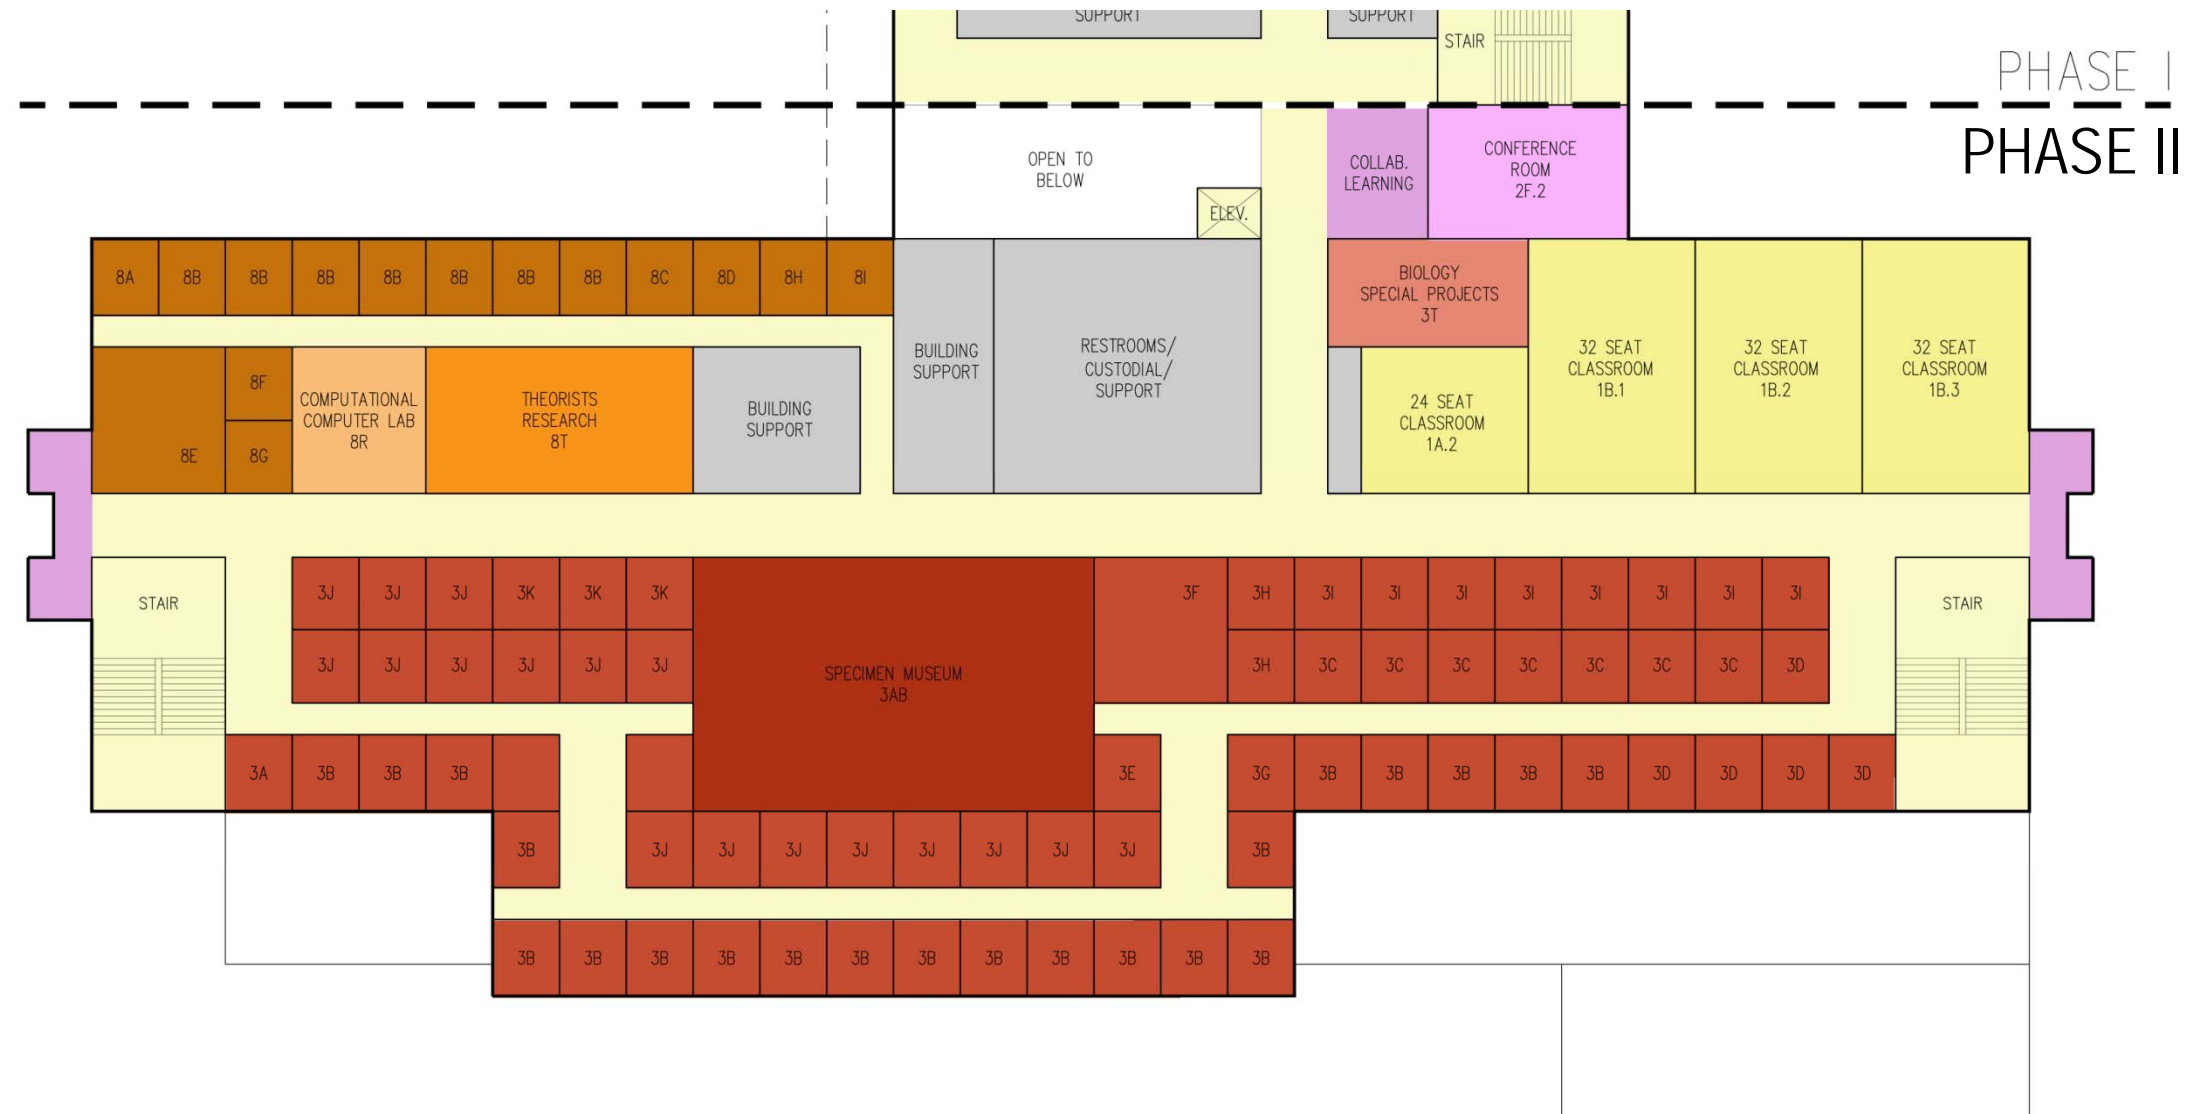 SUPPORT
SUPPORT
STAIR
PHASE I
PHASE II
OPEN TO
BELOW
ELEV.
COLLAB.
LEARNING
CONFERENCE
ROOM
2F.2
8A 8B 8B 8B 8B 8B 8B 8B 8C 8D 8H 8I
BIOLOGY
SPECIAL PROJECTS
3T
8E
8F
8G
COMPUTATIONAL
COMPUTER LAB
8R
THEORISTS
RESEARCH
8T
BUILDING
SUPPORT
BUILDING
SUPPORT
RESTROOMS/
CUSTODIAL/
SUPPORT
24 SEAT
CLASSROOM
1A.2
32 SEAT
CLASSROOM
1B.1
32 SEAT
CLASSROOM
1B.2
32 SEAT
CLASSROOM
1B.3
STAIR
3J 3J 3J 3K 3K 3K
3J 3J 3J 3J 3J 3J
SPECIMEN MUSEUM
3AB
3F 3H 3I 3I 3I 3I 3I 3I 3I 3I
3H 3C 3C 3C 3C 3C 3C 3C 3D
STAIR
3A 3B 3B 3B
3E
3G 3B 3B 3B 3B 3B 3D 3D 3D 3D
3B 3J 3J 3J 3J 3J 3J 3J 3J 3B
3B 3B 3B 3B 3B 3B 3B 3B 3B 3B 3B 3B